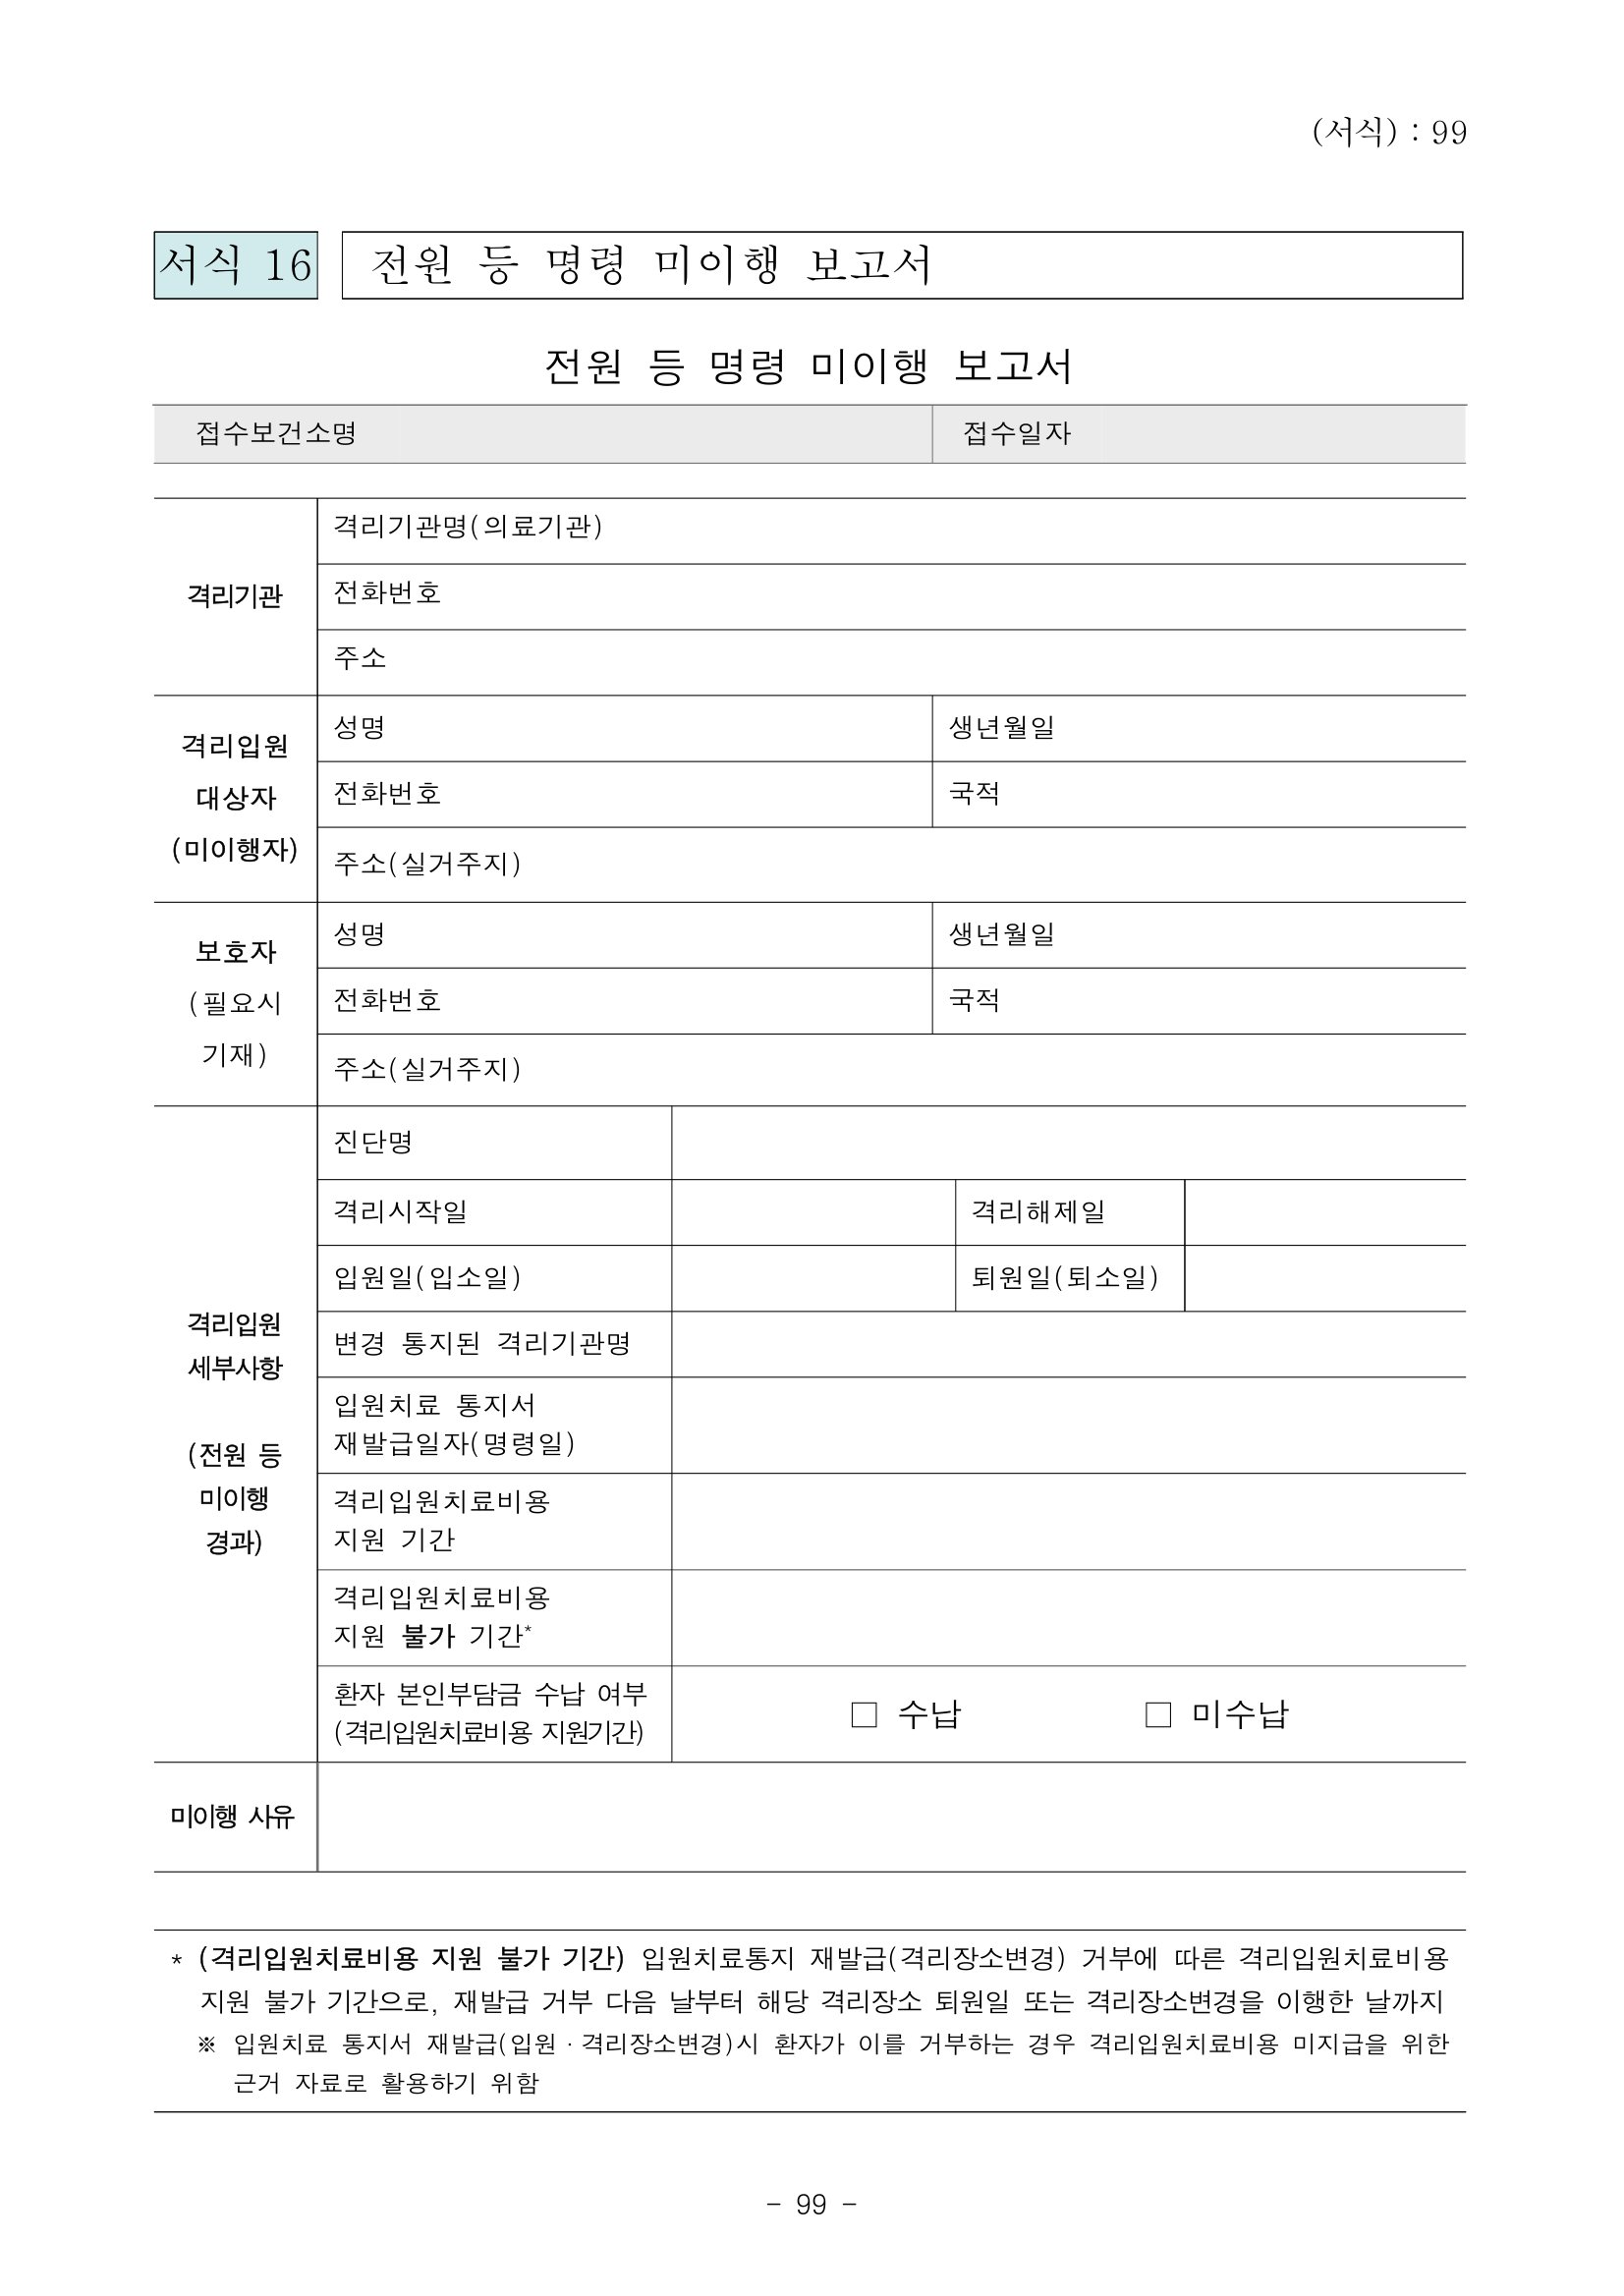 (서식) : 99
서식 16
전원 등 명령 미이행 보고서
전원 등 명령 미이행 보고서
접수보건소명
접수일자
격리기관
격리기관명(의료기관)
전화번호
주소
격리입원
대상자
(미이행자)
성명
생년월일
전화번호
국적
주소(실거주지)
보호자
(필요시
기재)
성명
생년월일
전화번호
국적
주소(실거주지)
격리입원
세부사항
(전원 등
미이행
경과)
진단명
격리시작일
격리해제일
입원일(입소일)
퇴원일(퇴소일)
변경 통지된 격리기관명
입원치료 통지서
재발급일자(명령일)
격리입원치료비용
지원 기간
격리입원치료비용
지원 불가 기간*
환자 본인부담금 수납 여부
(격리입원치료비용 지원기간)
□ 수납
□ 미수납
미이행 사유
* (격리입원치료비용 지원 불가 기간) 입원치료통지 재발급(격리장소변경) 거부에 따른 격리입원치료비용
지원 불가 기간으로, 재발급 거부 다음 날부터 해당 격리장소 퇴원일 또는 격리장소변경을 이행한 날까지
※ 입원치료 통지서 재발급(입원ㆍ격리장소변경)시 환자가 이를 거부하는 경우 격리입원치료비용 미지급을 위한
근거 자료로 활용하기 위함
- 99 -